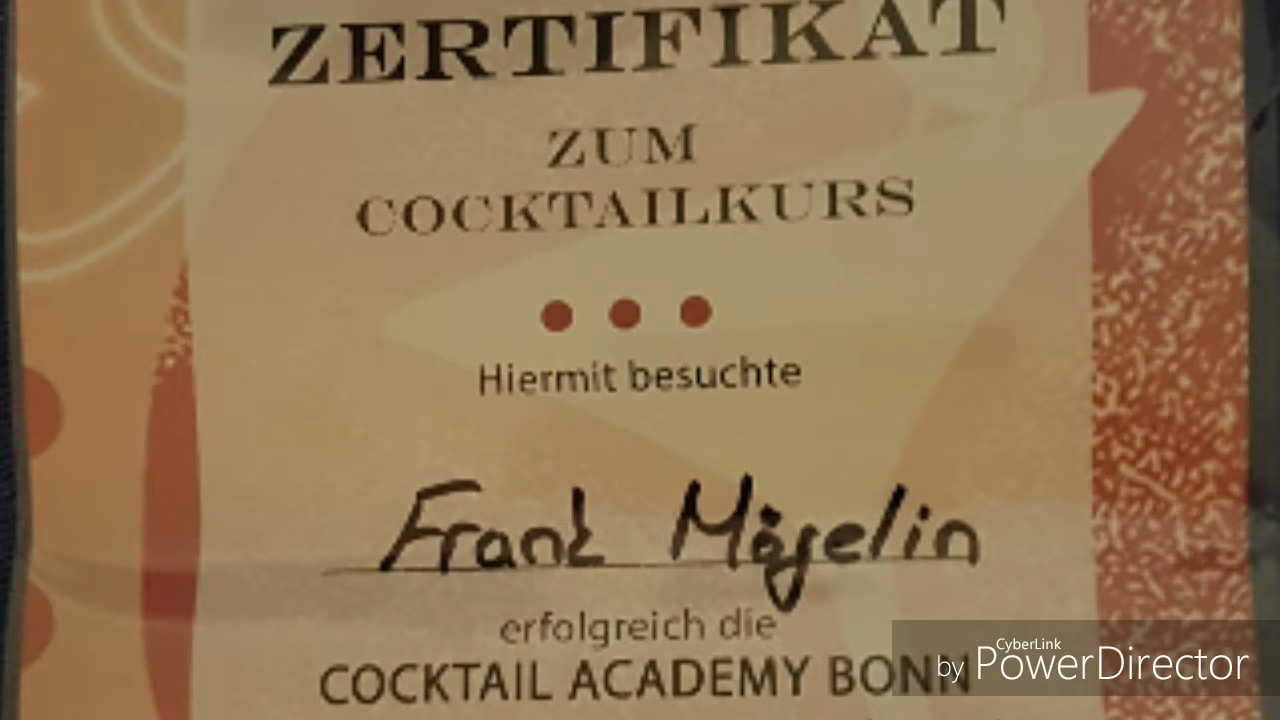 ZERTIFIKAT
ZUM
COCKTAILKURS
Hiermit besuchte
Frank Mögelin
erfolgreich die
COCKTAIL ACADEMY BONN
CyberLink
by PowerDirector